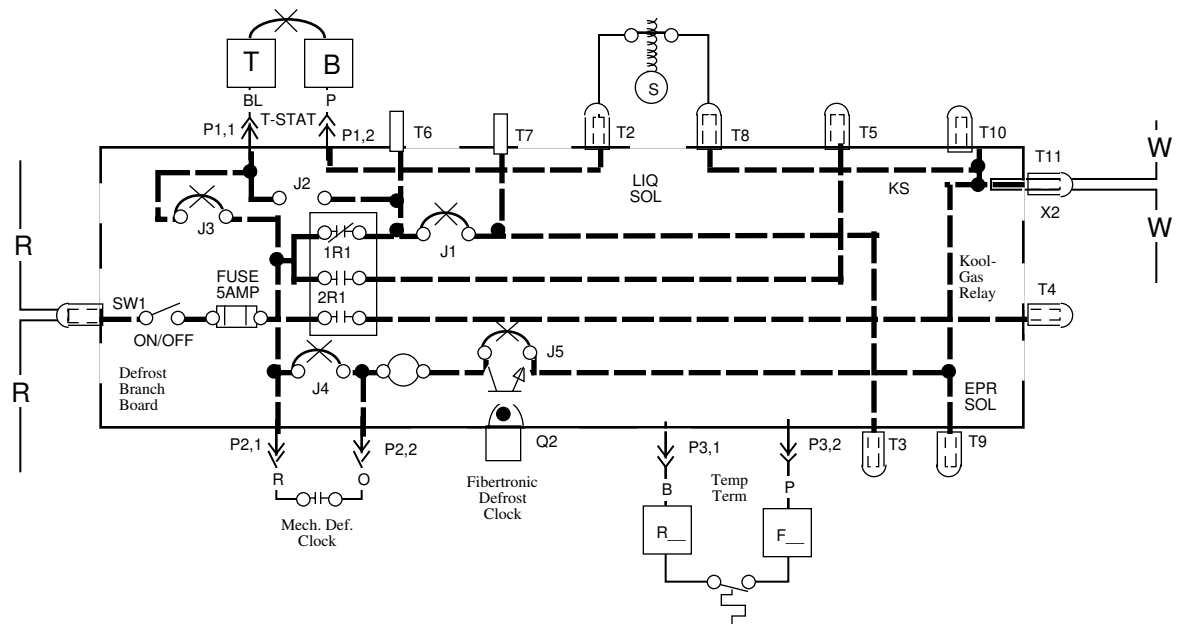 T
B
BL
P
S
P1,1
T-STAT
P1,2
T6
T7
T2
T8
T5
T10
W
T11
J2
LIQ
SOL
KS
X2
J3
W
R
1R1
J1
FUSE
5AMP
Kool-
Gas
Relay
2R1
T4
SW1
ON/OFF
J5
Defrost
Branch
Board
J4
R
EPR
SOL
P2,1
P2,2
Q2
P3,1
P3,2
T3
T9
R
O
Fibertronic
Defrost
Clock
Temp
Term
B
P
Mech. Def.
Clock
R__
F__